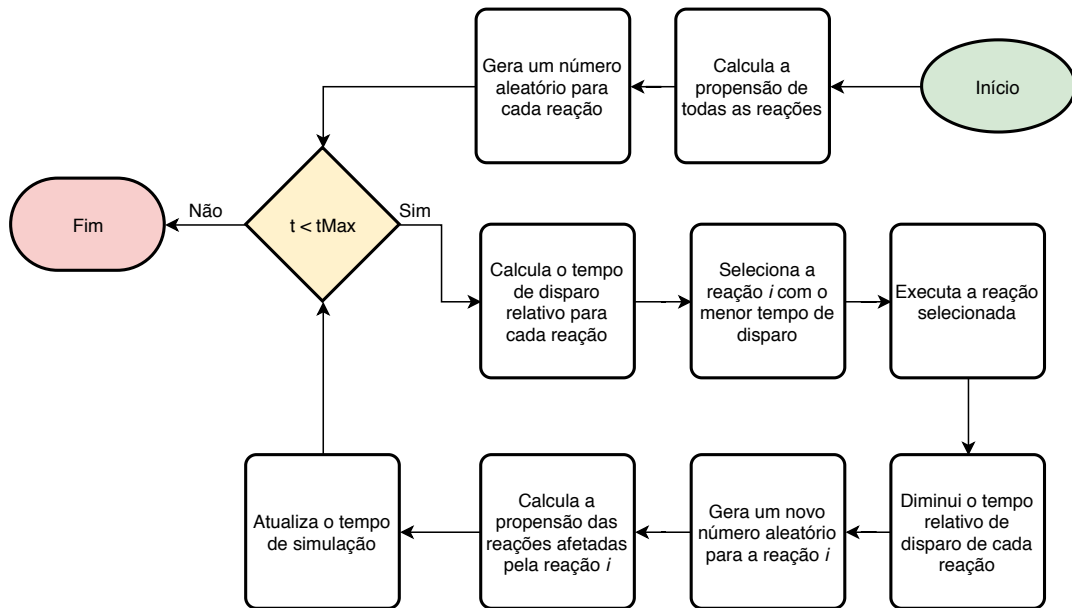 Início
Calcula a
propensão de
todas as reações
Gera um número
aleatório para
cada reação
t < tMax
Não
Fim
Sim
Calcula o tempo
de disparo
relativo para
cada reação
Seleciona a
reação i com o
menor tempo de
disparo
Executa a reação
selecionada
Diminui o tempo
relativo de
disparo de cada
reação
Gera um novo
número aleatório
para a reação i
Calcula a
propensão das
reações afetadas
pela reação i
Atualiza o tempo
de simulação